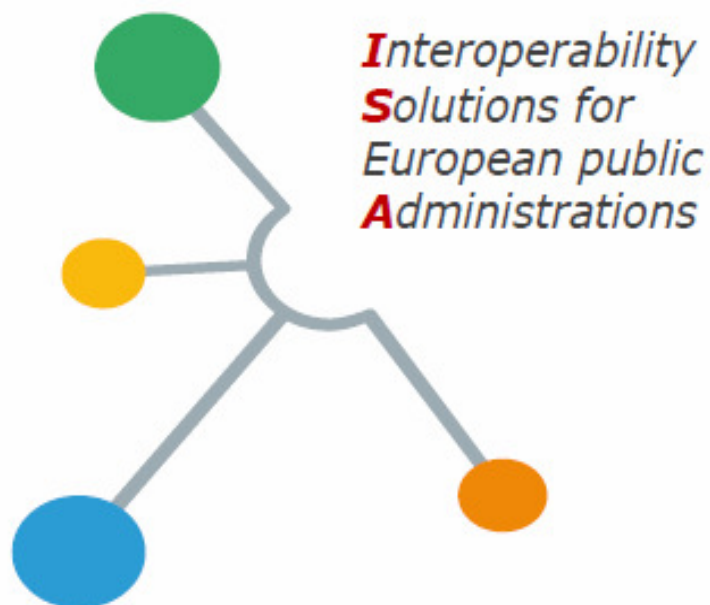 Interoperability
Solutions for
European public
Administrations